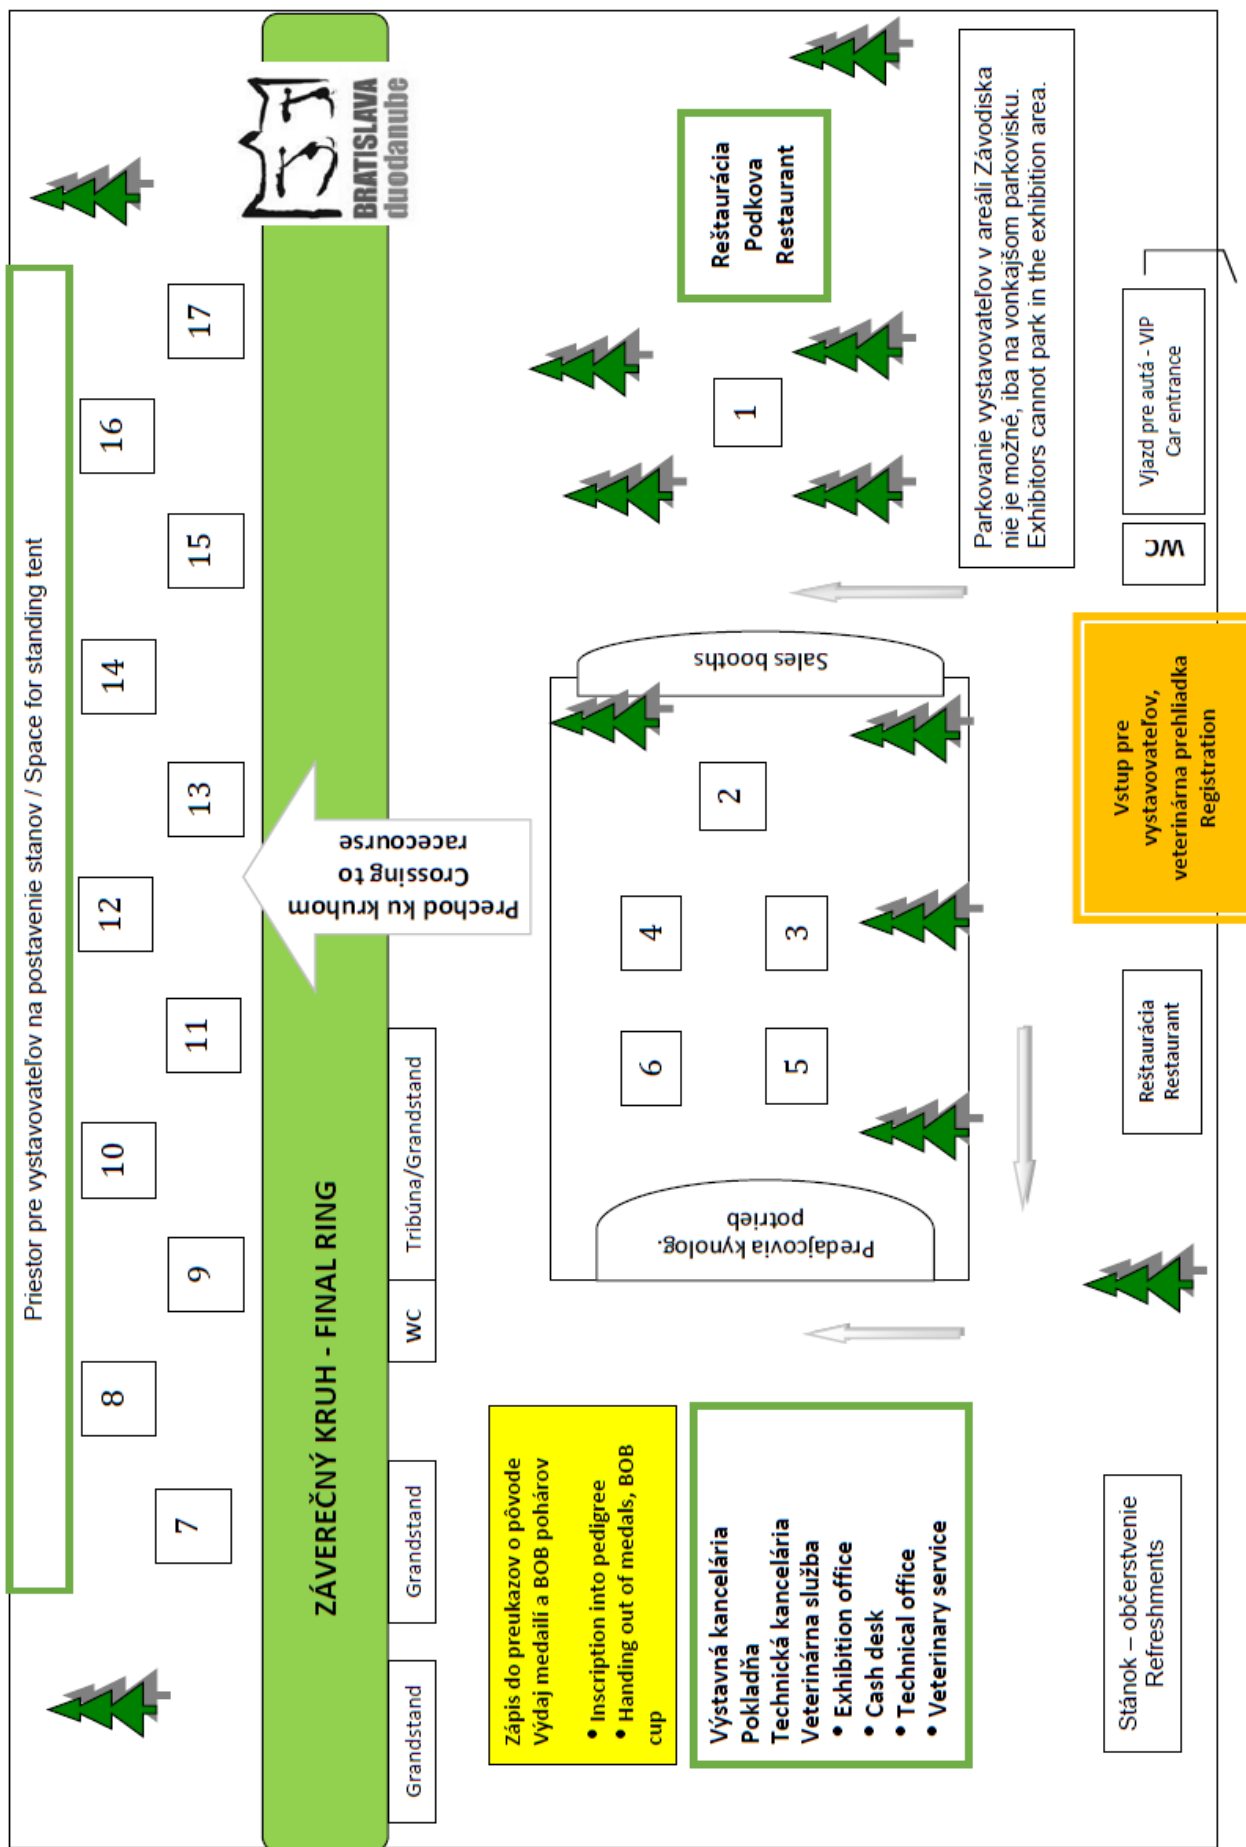 Priestor pre vystavovateľov na postavenie stanov / Space for standing tent
7
8
9
10
11
12
13
14
15
16
17
ZÁVEREČNÝ KRUH - FINAL RING
BRATISLAVA
duodanube
Grandstand
Grandstand
WC
Tribúna/Grandstand
Prechod ku kruhom
Crossing to
racecourse
Zápis do preukazov o pôvode
Výdaj medailí a BOB pohárov
• Inscription into pedigree
• Handing out of medals, BOB
cup
Výstavná kancelária
Pokladňa
Technická kancelária
Veterinárna služba
• Exhibition office
• Cash desk
• Technical office
• Veterinary service
Predajcovia kynolog.
potrieb
6
4
5
3
2
Sales booths
1
Reštaurácia
Podkova
Restaurant
Parkovanie vystavovateľov v areáli Závodiska
nie je možné, iba na vonkajšom parkovisku.
Exhibitors cannot park in the exhibition area.
Stánok – občerstvenie
Refreshments
Reštaurácia
Restaurant
Vstup pre
vystavovateľov,
veterinárna prehliadka
Registration
WC
Vjazd pre autá - VIP
Car entrance